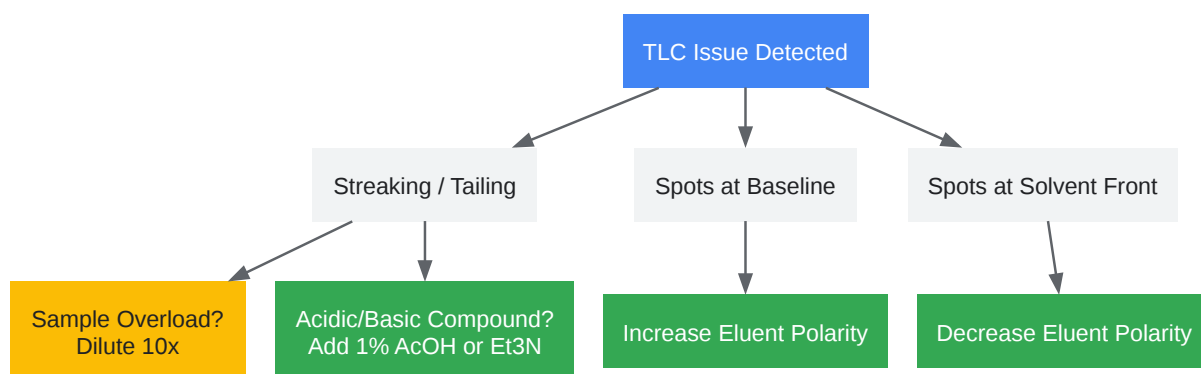 TLC Issue Detected
Streaking / Tailing
Spots at Baseline
Spots at Solvent Front
Sample Overload?
Dilute 10x
Acidic/Basic Compound?
Add 1% AcOH or Et3N
Increase Eluent Polarity
Decrease Eluent Polarity